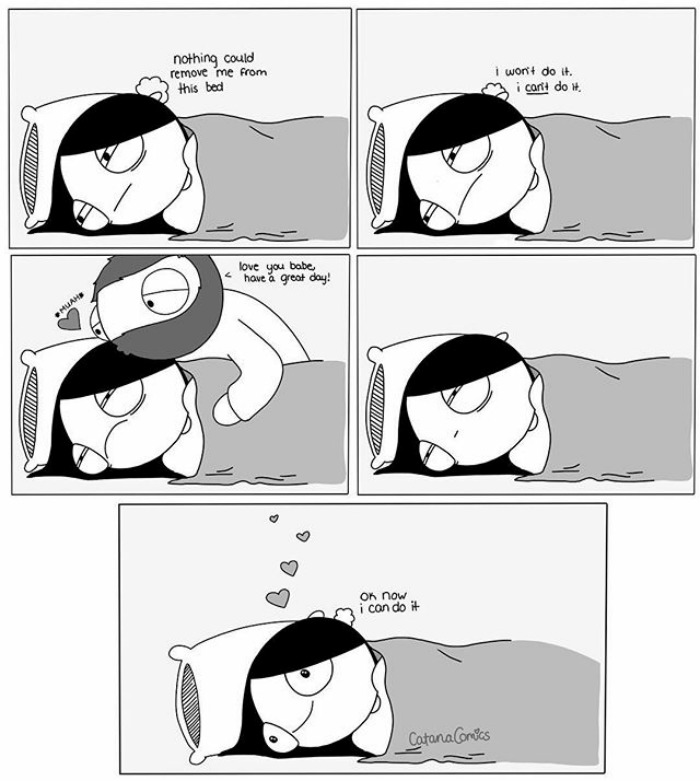 nothing could
remove me from
this bed
i won't do it.
i can't do it.
love you babe,
have a great day!
*MUAH*
ok now
i can do it
CatanaComics